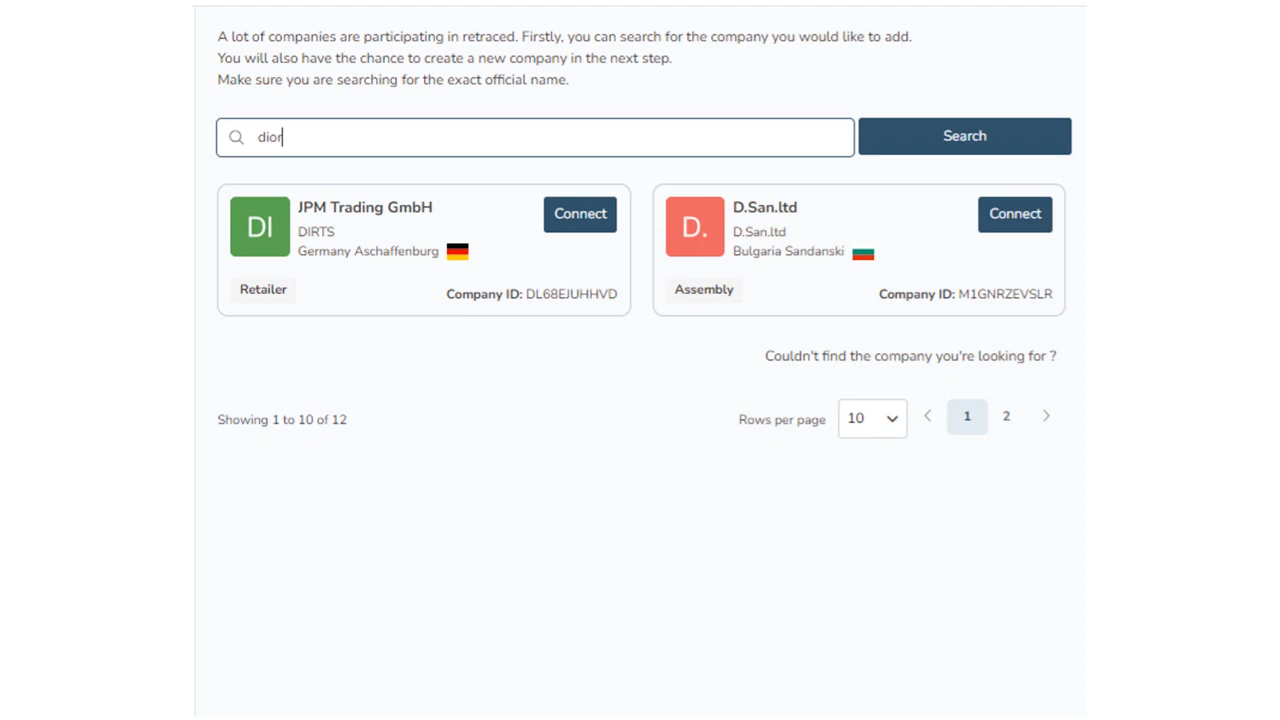 A lot of companies are participating in retraced. Firstly, you can search for the company you would like to add.
You will also have the chance to create a new company in the next step.
Make sure you are searching for the exact official name.
dior
Search
DI
JPM Trading GmbH
DIRTS
Germany Aschaffenburg
Connect
Retailer
Company ID: DL68EJUHHVD
D.
D.San.ltd
D.San.ltd
Bulgaria Sandanski
Connect
Assembly
Company ID: M1GNRZEVSLR
Couldn't find the company you're looking for ?
Showing 1 to 10 of 12
Rows per page 10 1 2